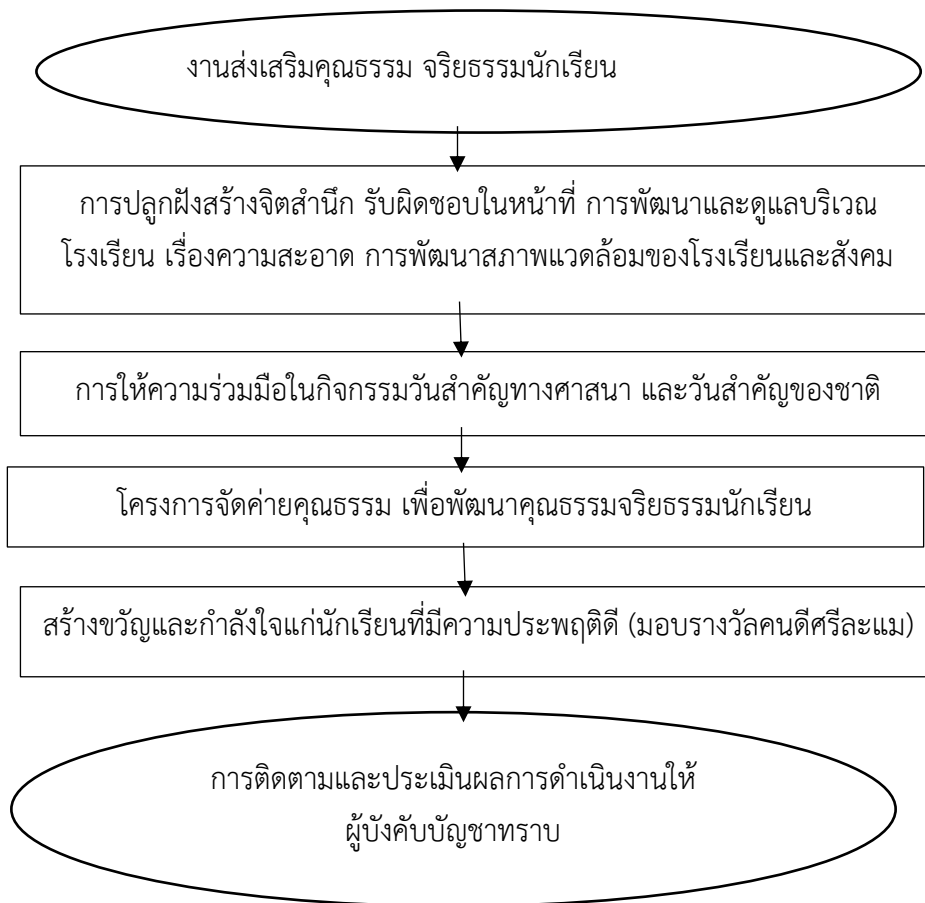 งานส่งเสริมคุณธรรม จริยธรรมนักเรียน
การปลูกฝังสร้างจิตสำนึก รับผิดชอบในหน้าที่ การพัฒนาและดูแลบริเวณ
โรงเรียน เรื่องความสะอาด การพัฒนาสภาพแวดล้อมของโรงเรียนและสังคม
การให้ความร่วมมือในกิจกรรมวันสำคัญทางศาสนา และวันสำคัญของชาติ
โครงการจัดค่ายคุณธรรม เพื่อพัฒนาคุณธรรมจริยธรรมนักเรียน
สร้างขวัญและกำลังใจแก่นักเรียนที่มีความประพฤติดี (มอบรางวัลคนดีศรีละแม)
การติดตามและประเมินผลการดำเนินงานให้
ผู้บังคับบัญชาทราบ